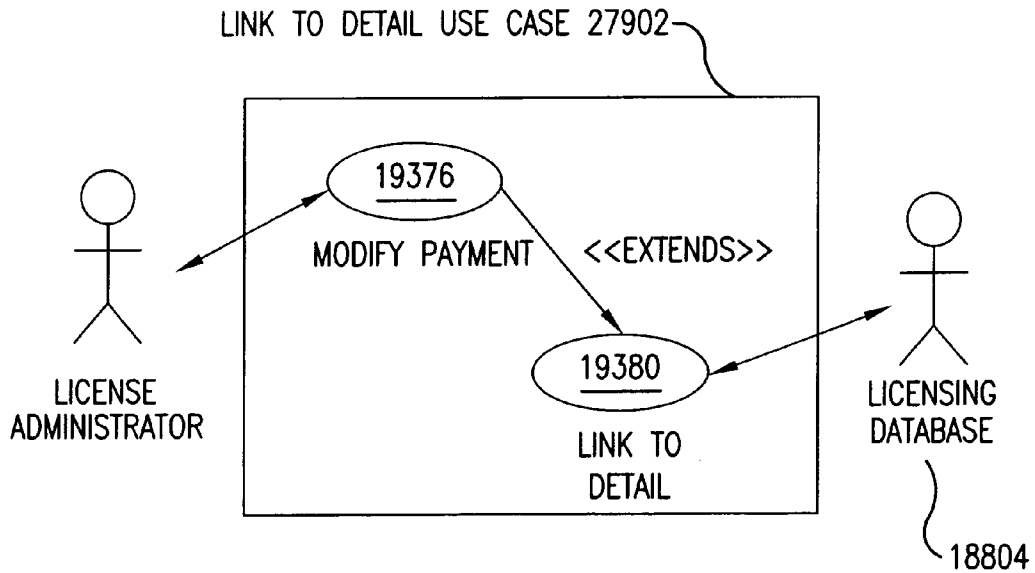 LINK TO DETAIL USE CASE 27902
19376
MODIFY PAYMENT
<<EXTENDS>>
19380
LINK TO
DETAIL
LICENSE
ADMINISTRATOR
LICENSING
DATABASE
18804